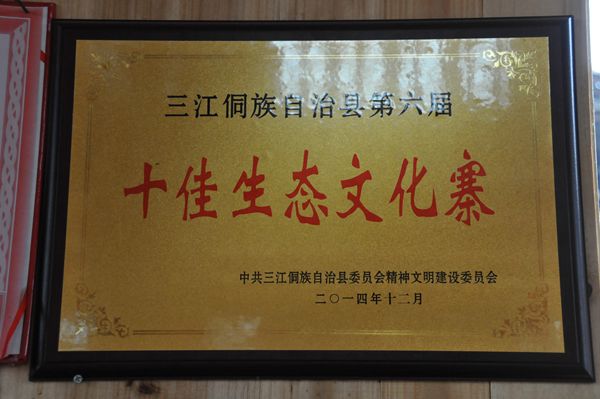 三江侗族自治县第六届
十佳生态文化寨
中共三江侗族自治县委员会精神文明建设委员会
二〇一四年十二月